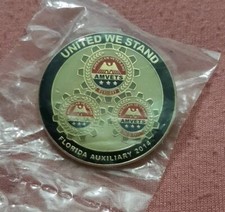 UNITED WE STAND
AMVETS
AMVETS
AMVETS
FLORIDA AUXILIARY 2014